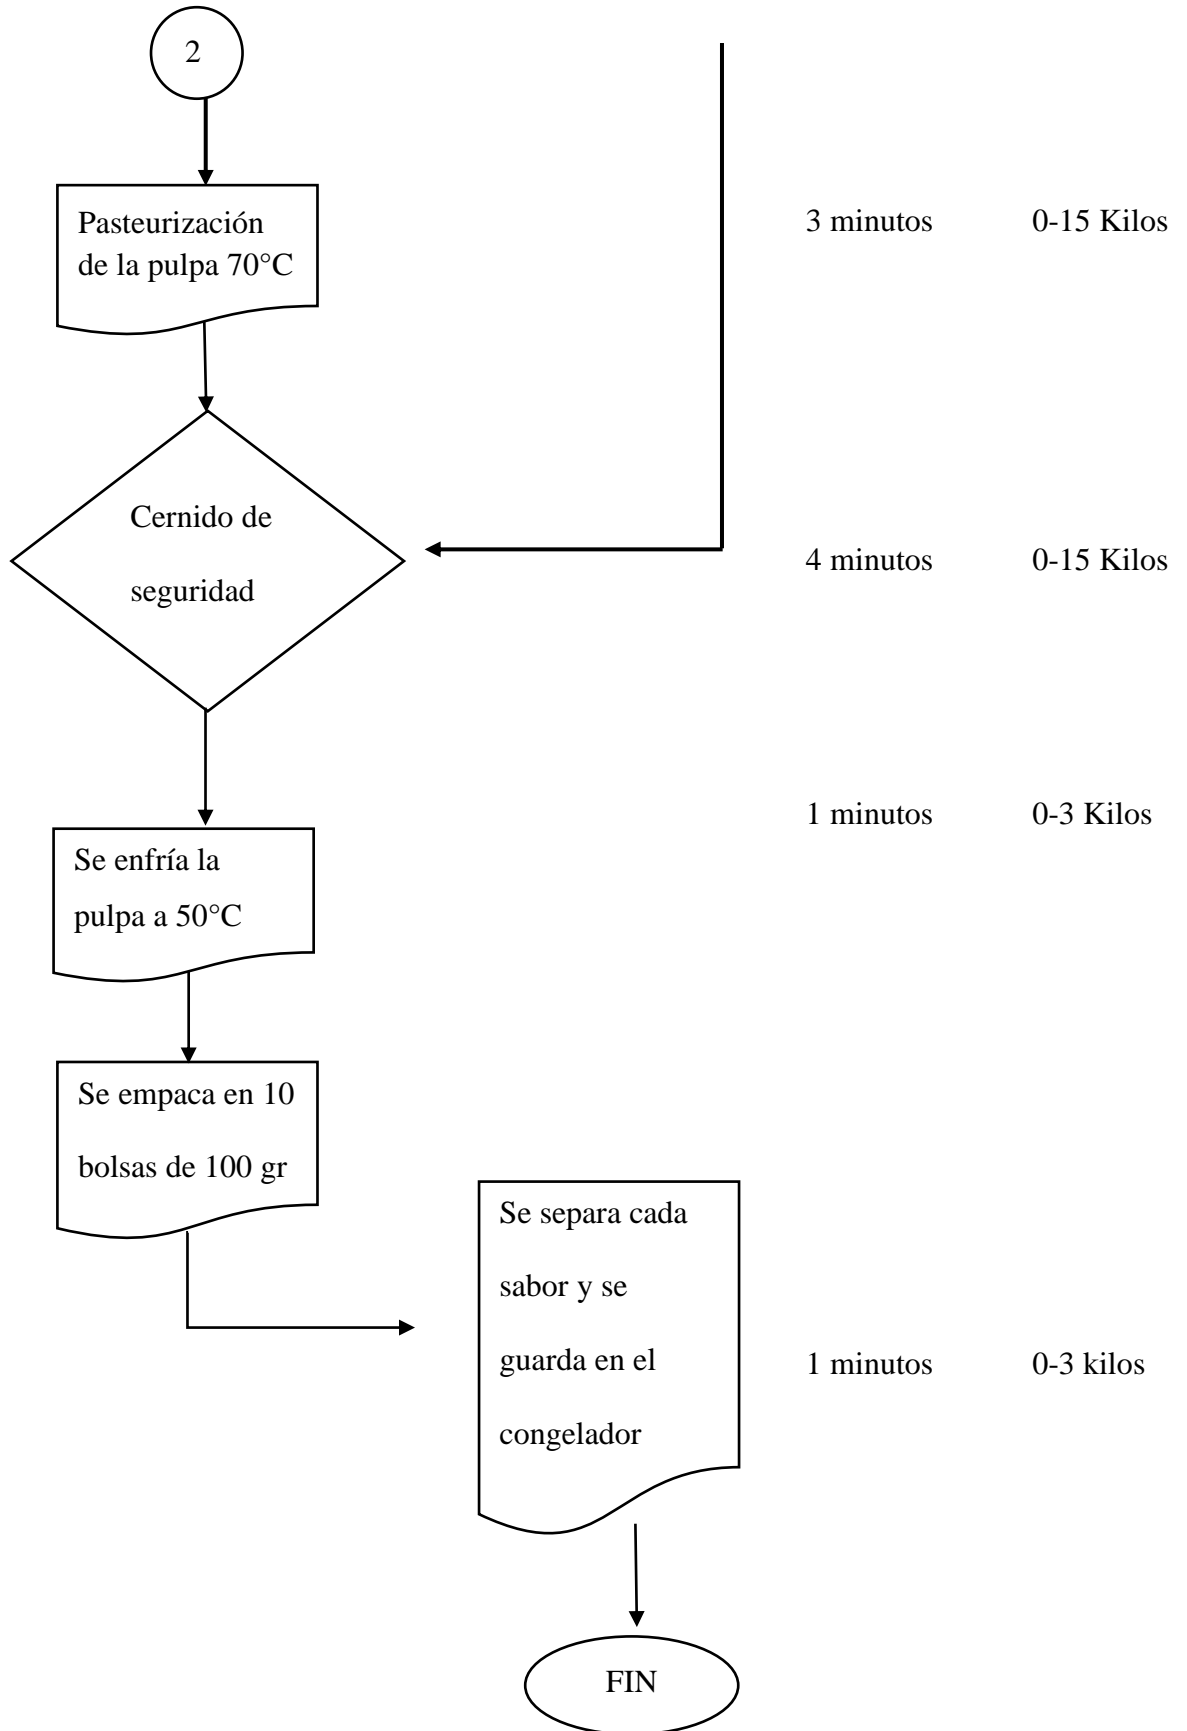 2
Pasteurización
de la pulpa 70°C
3 minutos 0-15 Kilos
Cernido de
seguridad
4 minutos 0-15 Kilos
1 minutos 0-3 Kilos
Se enfría la
pulpa a 50°C
Se empaca en 10
bolsas de 100 gr
Se separa cada
sabor y se
guarda en el
congelador
1 minutos 0-3 kilos
FIN